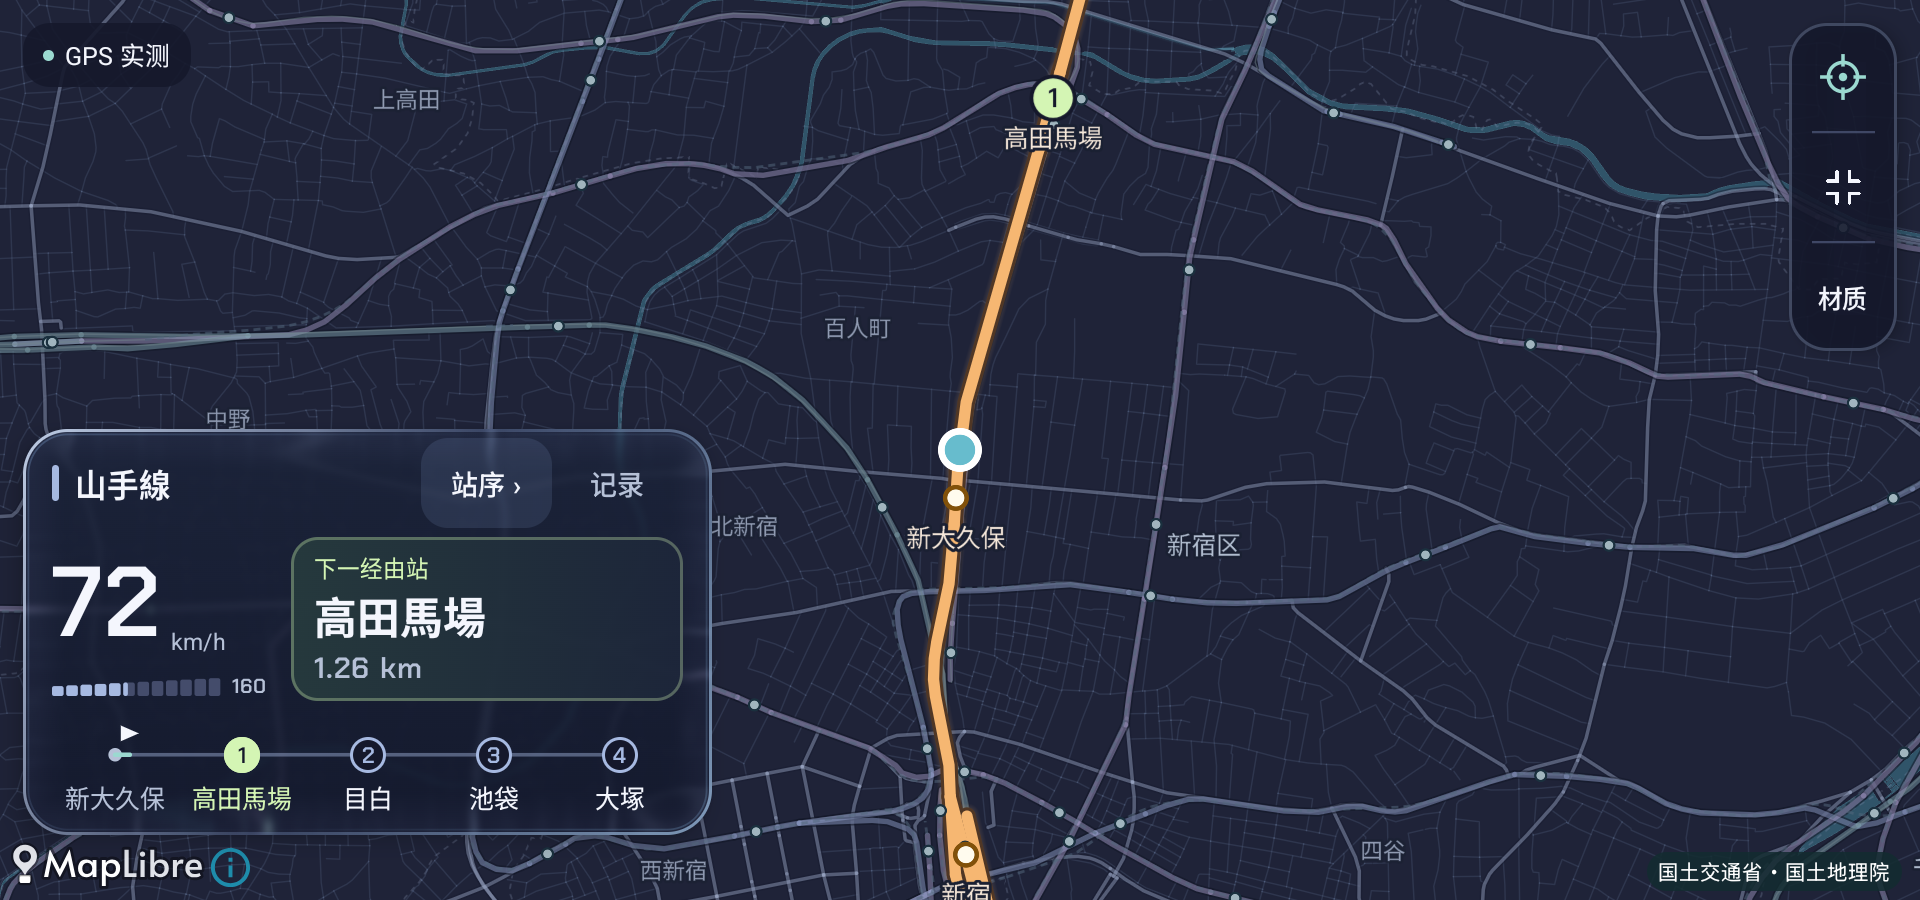 GPS 实测
上高田
1
高田馬場
材质
百人町
中野
山手線
站序 ›
记录
北新宿
新大久保
新宿区
72
km/h
160
下一经由站
高田馬場
1.26 km
1
2
3
4
新大久保
高田馬場
目白
池袋
大塚
MapLibre
西新宿
新宿
四谷
国土交通省・国土地理院